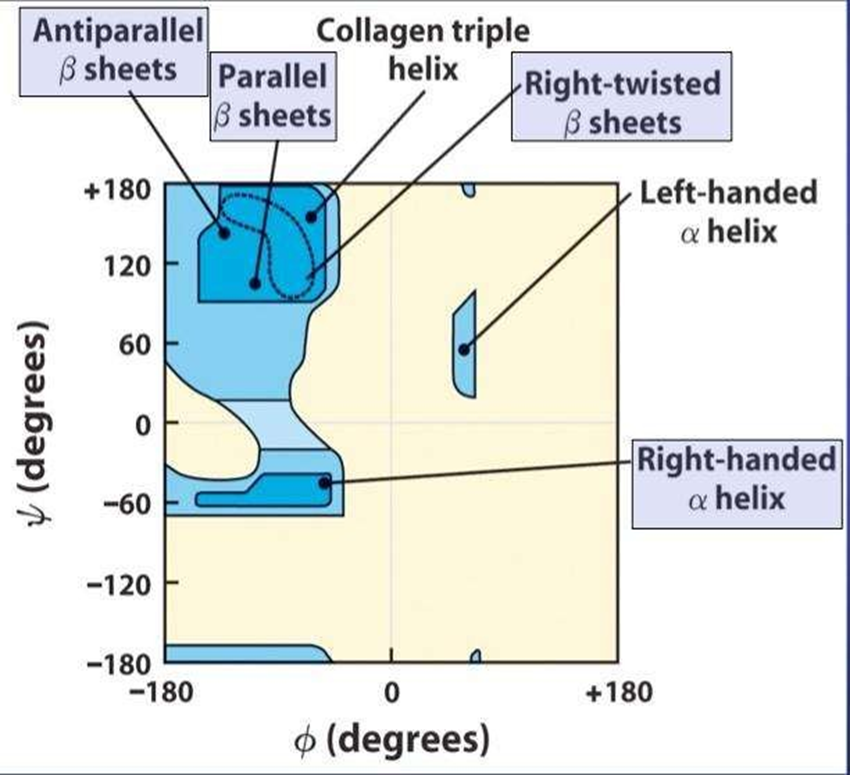 Antiparallel
β sheets
Parallel
β sheets
Collagen triple
helix
Right-twisted
β sheets
Left-handed
α helix
Right-handed
α helix
+180
120
60
0
−60
−120
−180
ψ (degrees)
−180
0
+180
ϕ (degrees)